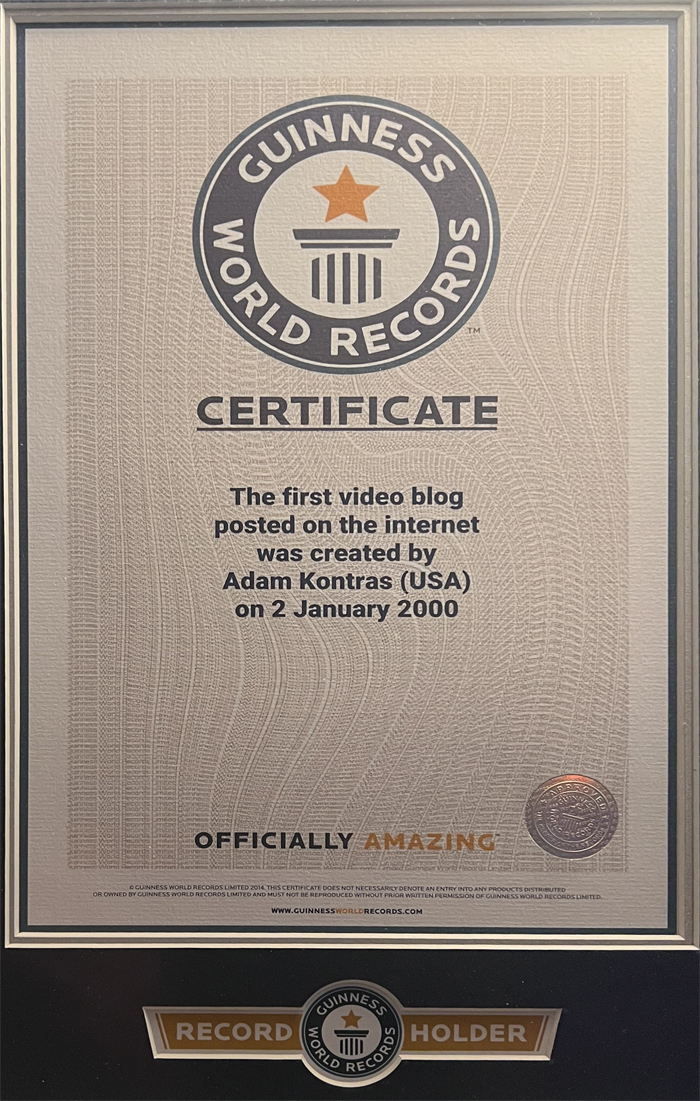 GUINNESS
WORLD RECORDS
TM
CERTIFICATE
The first video blog
posted on the internet
was created by
Adam Kontras (USA)
on 2 January 2000
APPROVED
OFFICIALLY AMAZING
© GUINNESS WORLD RECORDS LIMITED 2014. THIS CERTIFICATE DOES NOT NECESSARILY DENOTE AN ENTRY INTO ANY PRODUCTS DISTRIBUTED
OR OWNED BY GUINNESS WORLD RECORDS LIMITED AND MUST NOT BE REPRODUCED WITHOUT PRIOR WRITTEN PERMISSION OF GUINNESS WORLD RECORDS LIMITED.
WWW.GUINNESSWORLDRECORDS.COM
RECORD
GUINNESS
WORLD RECORDS
HOLDER